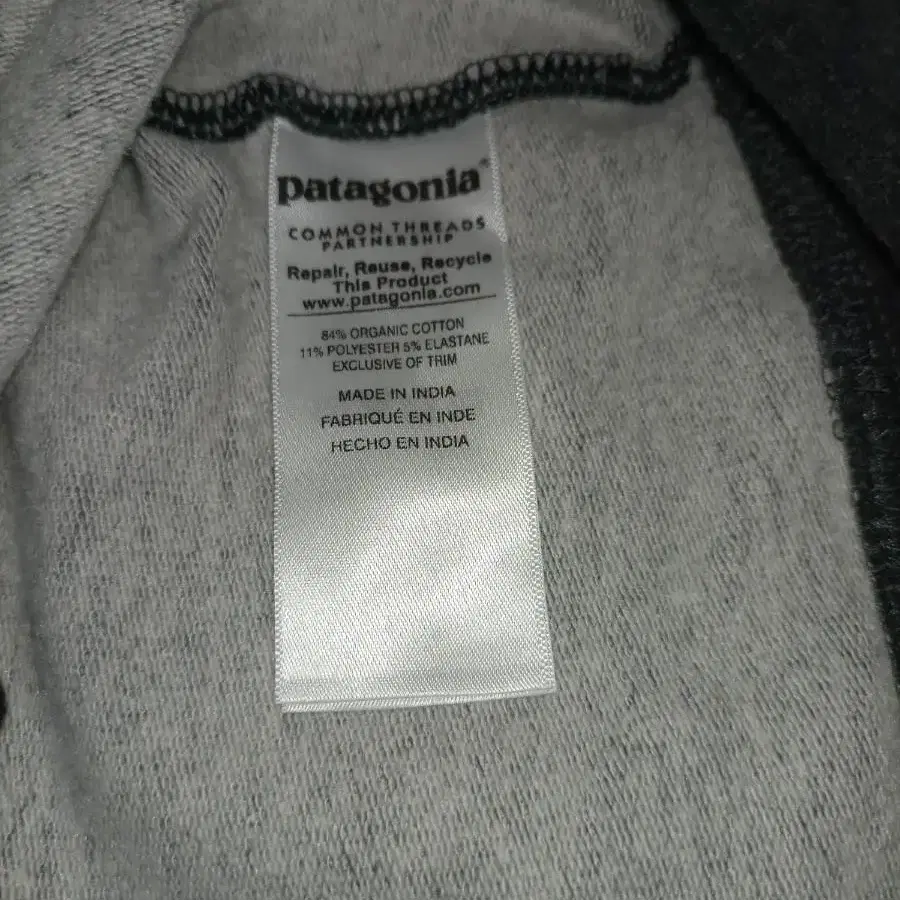 patagonia®
COMMON THREADS
PARTNERSHIP
Repair, Reuse, Recycle
This Product
www.patagonia.com
84% ORGANIC COTTON
11% POLYESTER 5% ELASTANE
EXCLUSIVE OF TRIM
MADE IN INDIA
FABRIQUÉ EN INDE
HECHO EN INDIA